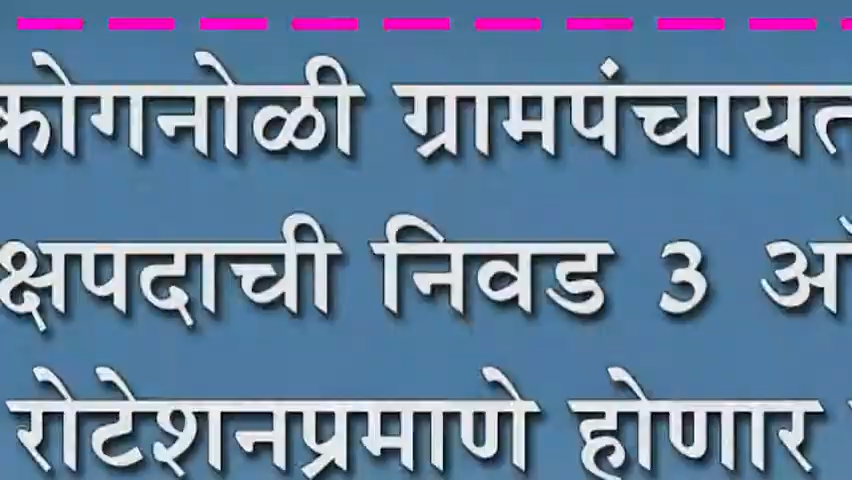 कोगनोळी ग्रामपंचायत
क्षपदाची निवड 3
रोटेशनप्रमाणे होणार